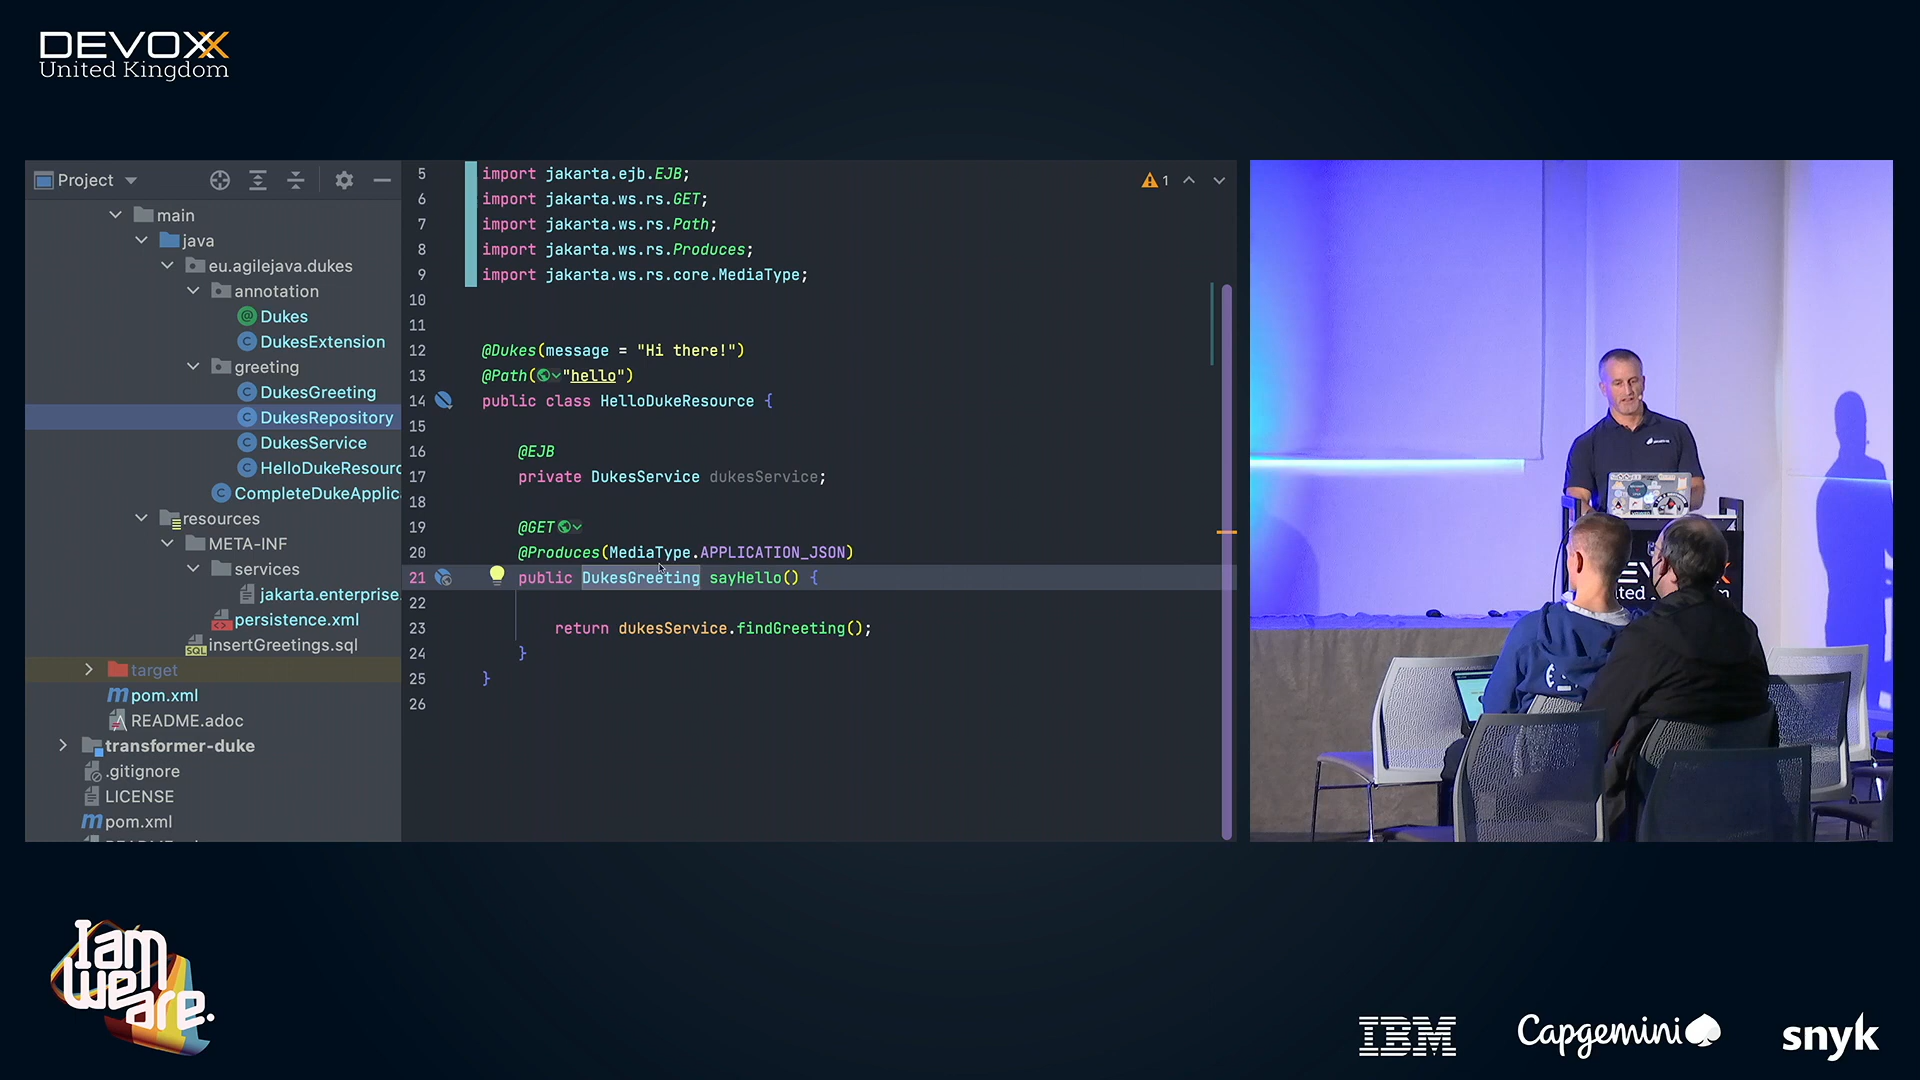 DEVOXX
United Kingdom
Project
main
java
eu.agilejava.dukes
annotation
Dukes
DukesExtension
greeting
DukesGreeting
DukesRepository
DukesService
HelloDukeResourc
CompleteDukeApplic
resources
META-INF
services
jakarta.enterprise.
persistence.xml
insertGreetings.sql
target
pom.xml
README.adoc
transformer-duke
.gitignore
LICENSE
pom.xml
5 import jakarta.ejb.EJB;
6 import jakarta.ws.rs.GET;
7 import jakarta.ws.rs.Path;
8 import jakarta.ws.rs.Produces;
9 import jakarta.ws.rs.core.MediaType;
10
11
12 @Dukes(message = "Hi there!")
13 @Path("hello")
14 public class HelloDukeResource {
15
16 @EJB
17 private DukesService dukesService;
18
19 @GET
20 @Produces(MediaType.APPLICATION_JSON)
21 public DukesGreeting sayHello() {
22
23 return dukesService.findGreeting();
24 }
25 }
26
1
I am
we
are.
IBM
Capgemini
snyk